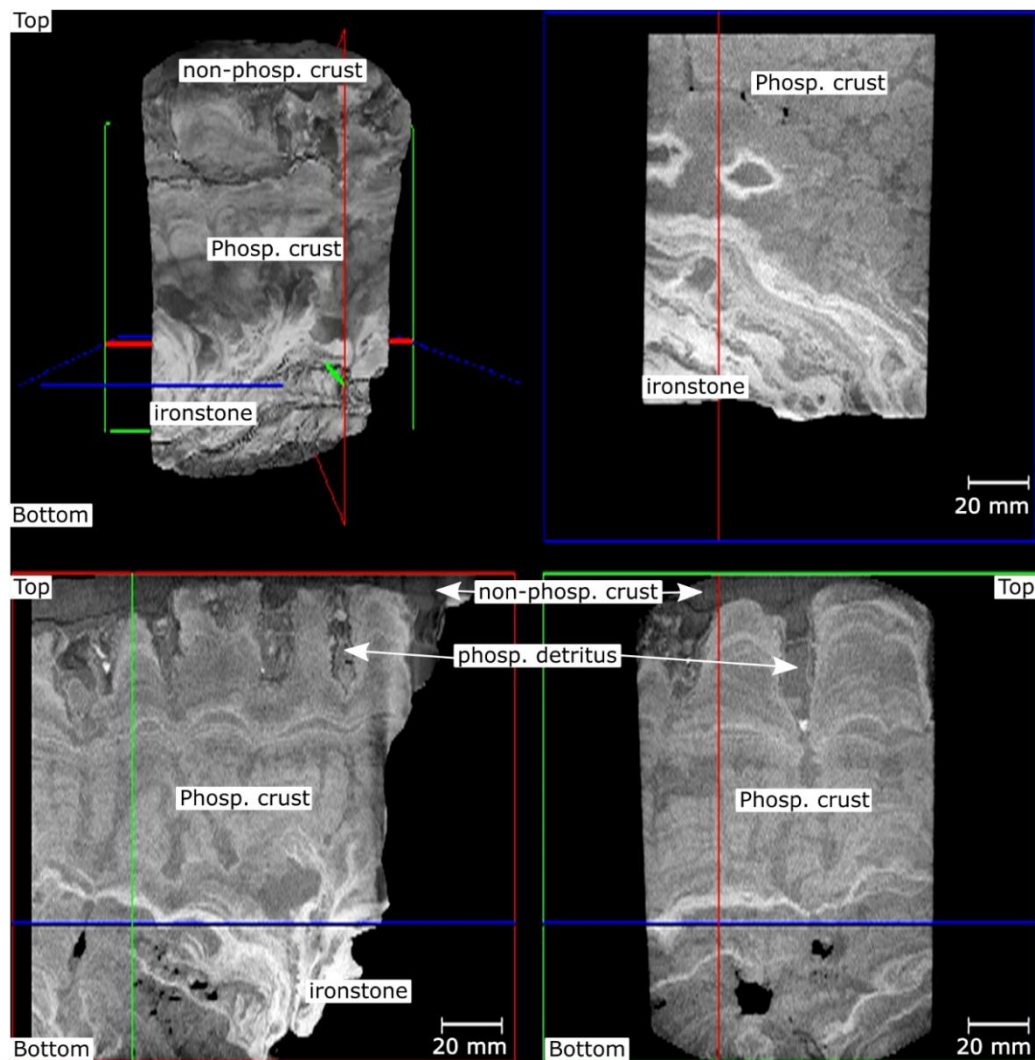 Top
non-phosp. crust
Phosp. crust
ironstone
Bottom
Phosp. crust
ironstone
20 mm
Top
non-phosp. crust
Top
phosp. detritus
Phosp. crust
Phosp. crust
ironstone
20 mm
20 mm
Bottom
Bottom